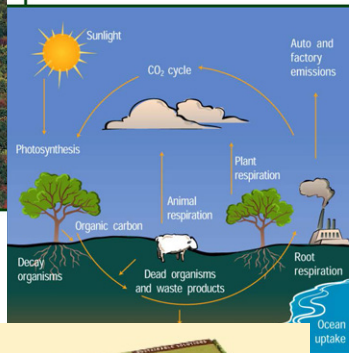 Sunlight
Auto and
factory
emissions
CO₂ cycle
Photosynthesis
Plant
respiration
Animal
respiration
Organic carbon
Decay
organisms
Dead organisms
and waste products
Root
respiration
Ocean
uptake